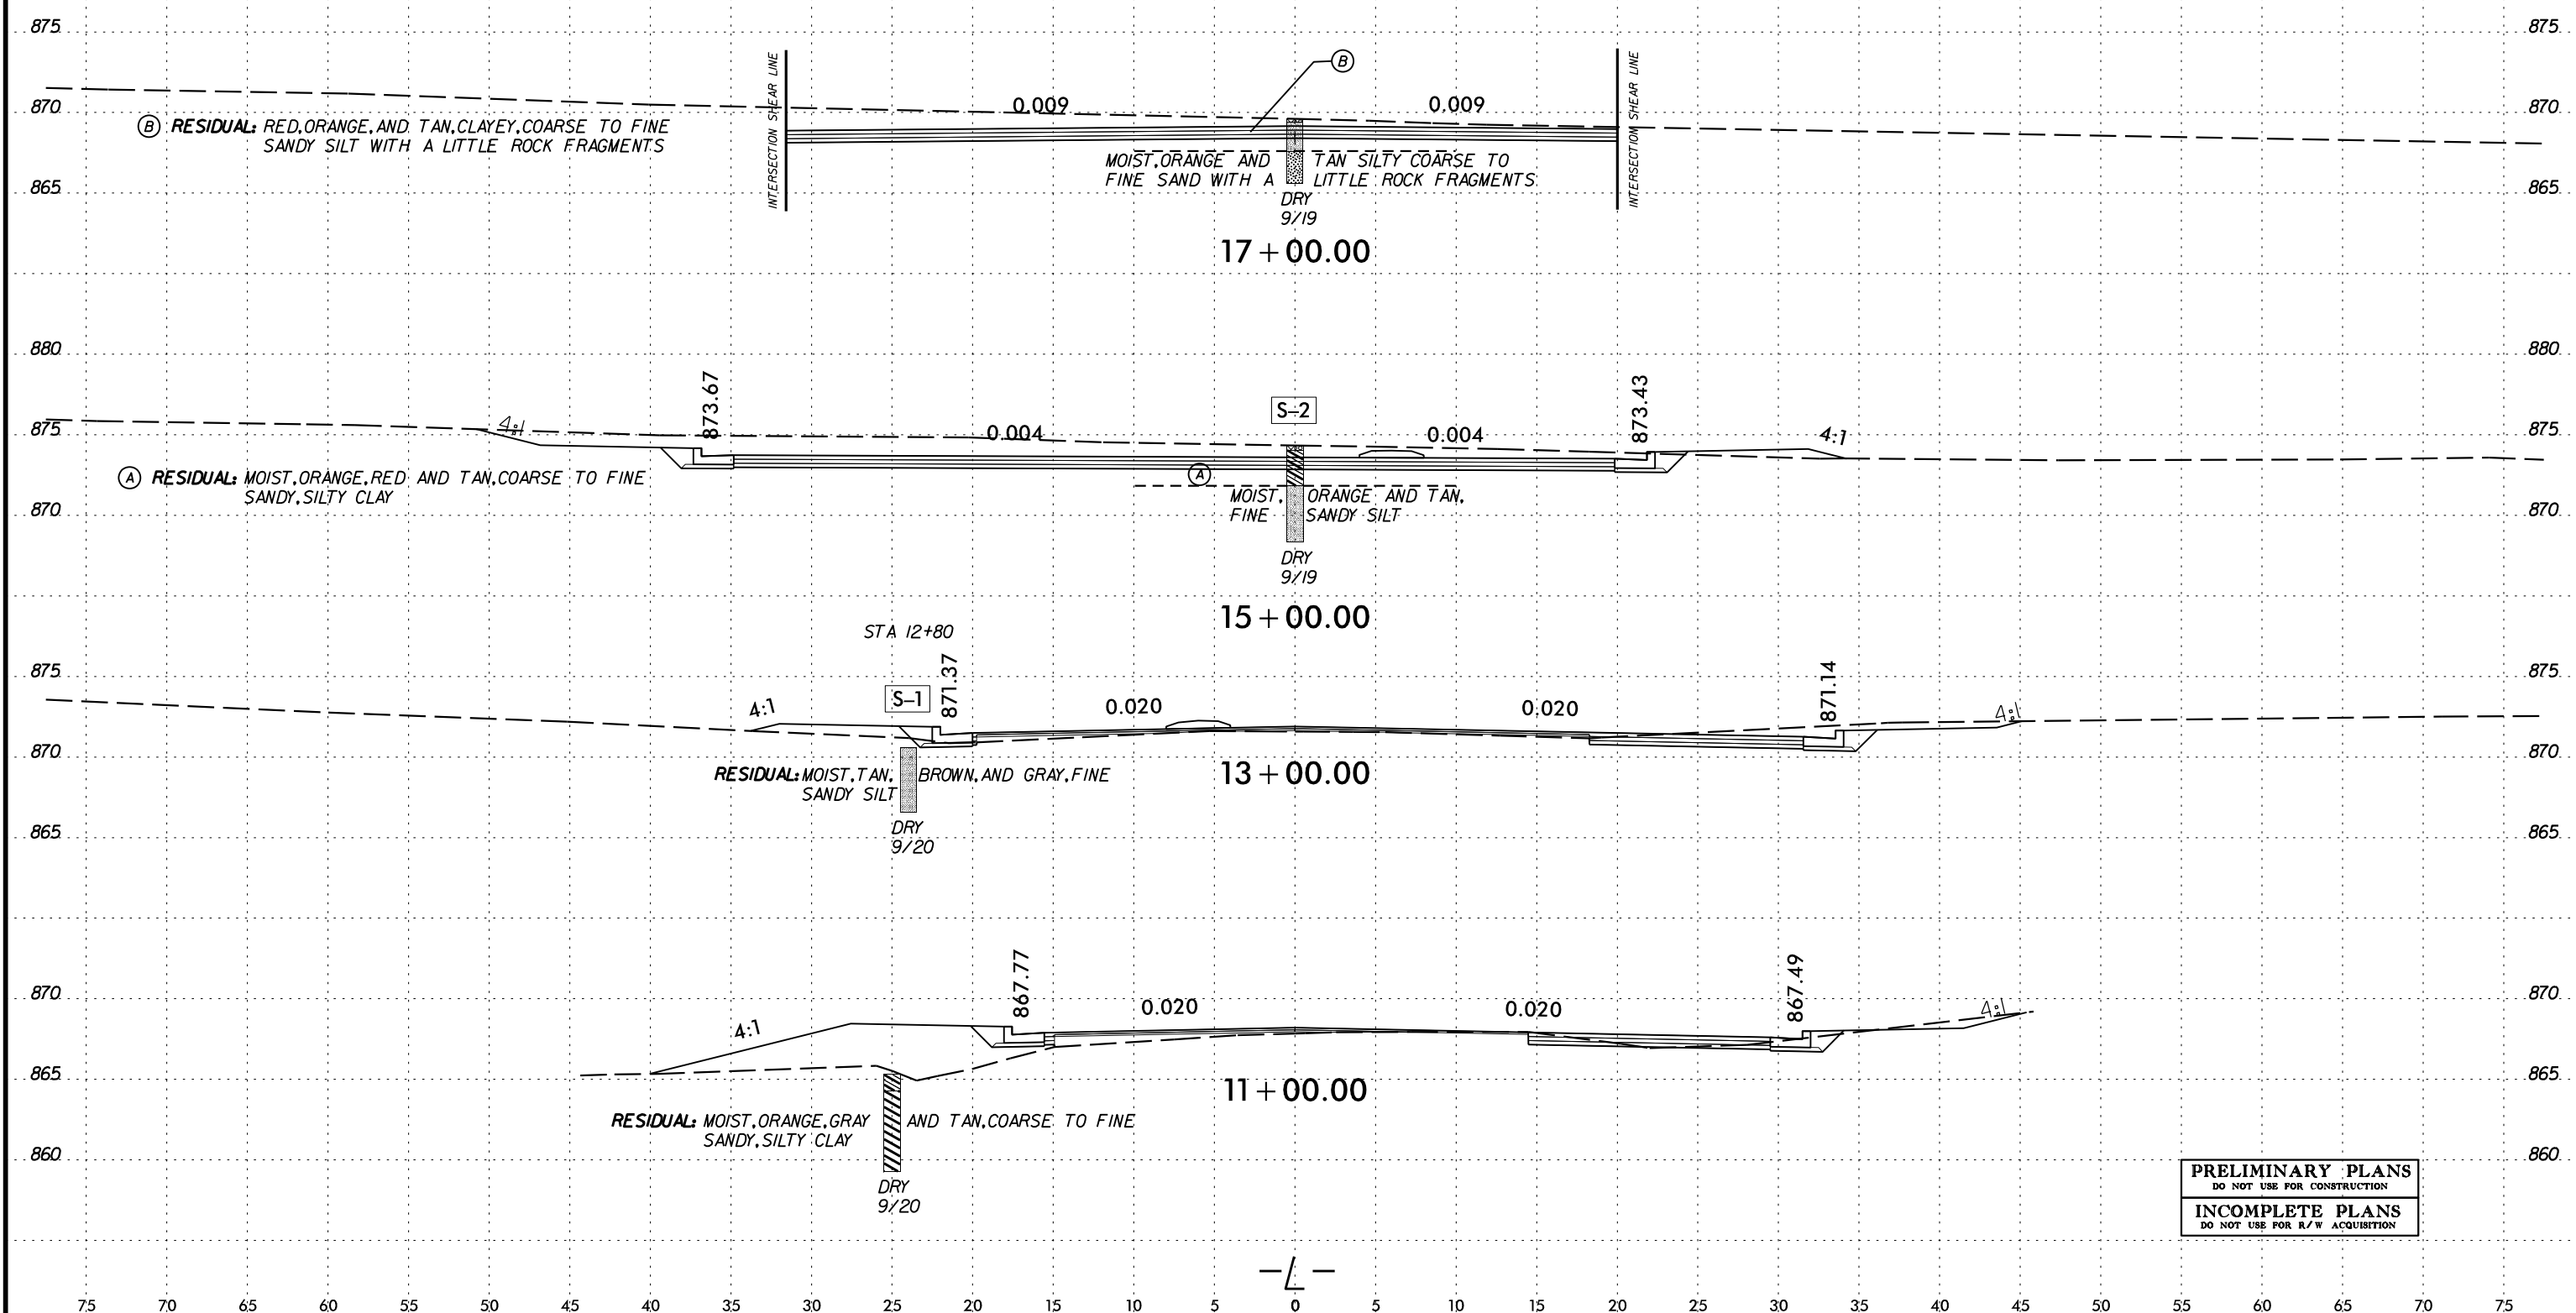 875 875
INTERSECTION SHEAR LINE
INTERSECTION SHEAR LINE
B
870 0.009 0.009 870
B RESIDUAL: RED,ORANGE,AND TAN,CLAYEY,COARSE TO FINE
SANDY SILT WITH A LITTLE ROCK FRAGMENTS
MOIST,ORANGE AND TAN SILTY COARSE TO
FINE SAND WITH A LITTLE ROCK FRAGMENTS
865 865
DRY
9/19
17+00.00
880 880
873.67
873.43
S-2
875 4:1 0.004 0.004 4:1 875
A RESIDUAL: MOIST,ORANGE,RED AND TAN,COARSE TO FINE
SANDY,SILTY CLAY
A
MOIST, ORANGE AND TAN,
FINE SANDY SILT
870 870
DRY
9/19
15+00.00
STA 12+80
875 875
871.37
871.14
S-1
4:1 0.020 0.020 4:1
870 870
RESIDUAL: MOIST,TAN, BROWN,AND GRAY,FINE
SANDY SILT
13+00.00
865 865
DRY
9/20
867.77
867.49
870 870
4:1 0.020 0.020 4:1
865 865
11+00.00
RESIDUAL: MOIST,ORANGE,GRAY AND TAN,COARSE TO FINE
SANDY,SILTY CLAY
860 860
DRY
9/20
PRELIMINARY PLANS
DO NOT USE FOR CONSTRUCTION
INCOMPLETE PLANS
DO NOT USE FOR R/W ACQUISITION
-L-
75 70 65 60 55 50 45 40 35 30 25 20 15 10 5 0 5 10 15 20 25 30 35 40 45 50 55 60 65 70 75